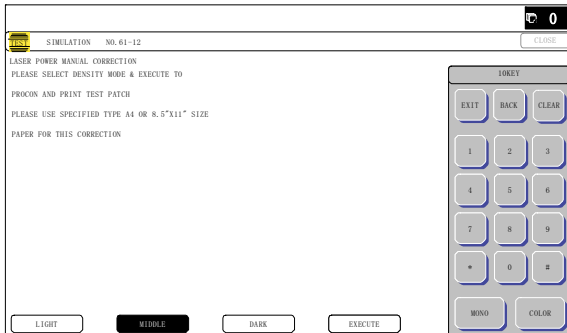 0
TEST SIMULATION NO.61-12 CLOSE
LASER POWER MANUAL CORRECTION
PLEASE SELECT DENSITY MODE & EXECUTE TO
PROCON AND PRINT TEST PATCH
PLEASE USE SPECIFIED TYPE A4 OR 8.5"X11" SIZE
PAPER FOR THIS CORRECTION
10KEY
EXIT BACK CLEAR
1 2 3
4 5 6
7 8 9
* 0 #
MONO COLOR
LIGHT MIDDLE DARK EXECUTE